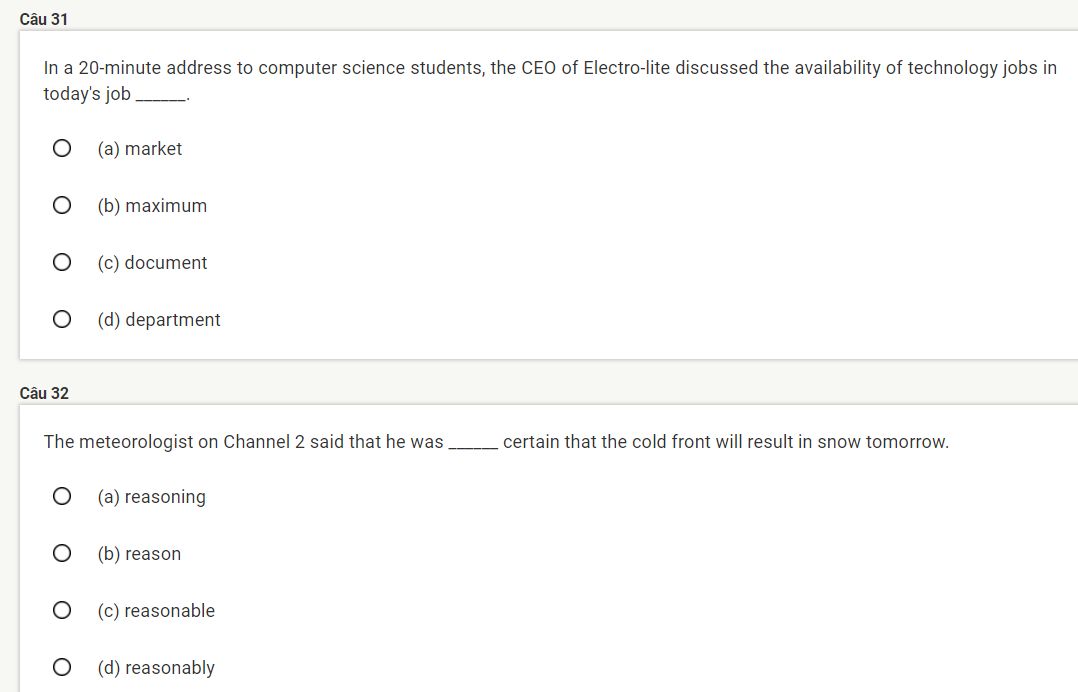 Câu 31
In a 20-minute address to computer science students, the CEO of Electro-lite discussed the availability of technology jobs in
today's job ______.
(a) market
(b) maximum
(c) document
(d) department
Câu 32
The meteorologist on Channel 2 said that he was ______ certain that the cold front will result in snow tomorrow.
(a) reasoning
(b) reason
(c) reasonable
(d) reasonably